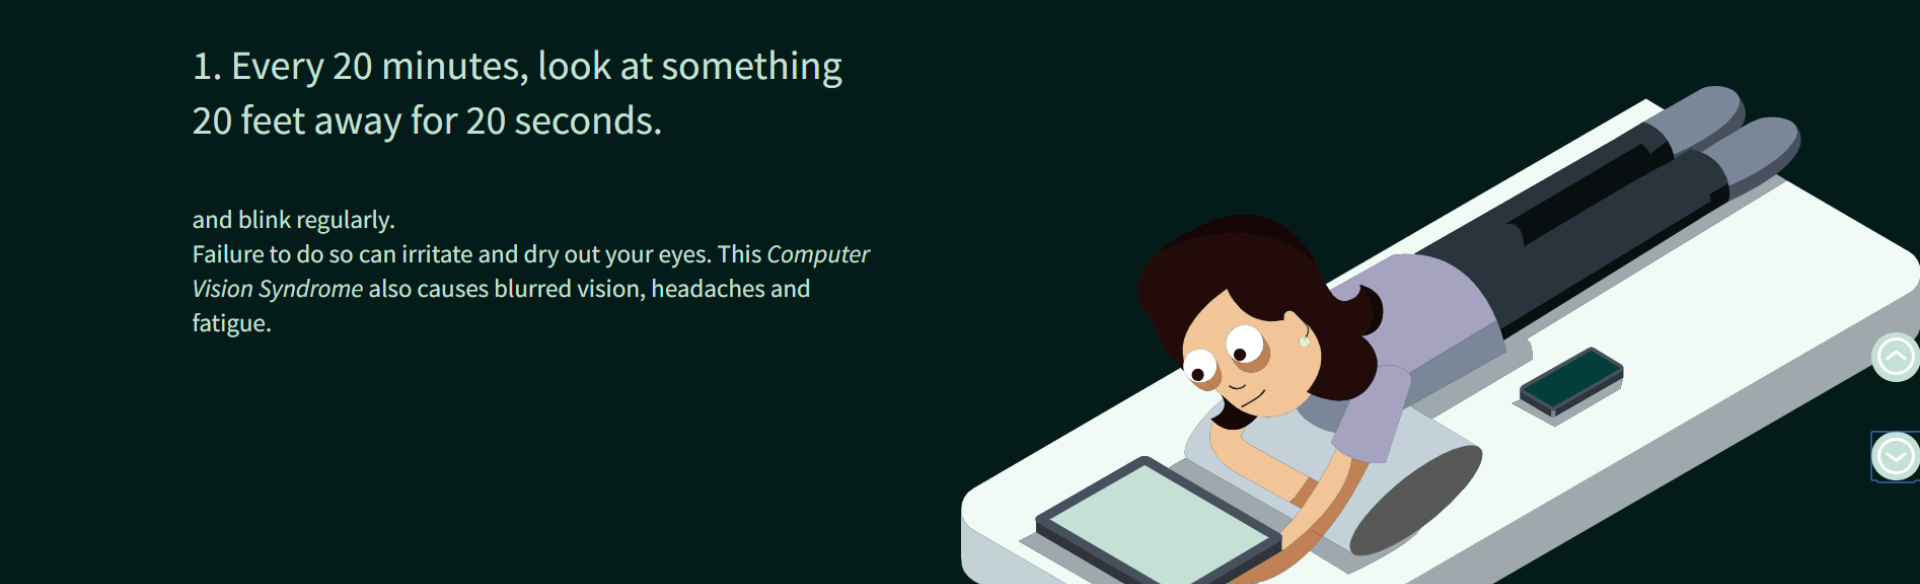 1. Every 20 minutes, look at something
20 feet away for 20 seconds.
and blink regularly.
Failure to do so can irritate and dry out your eyes. This Computer
Vision Syndrome also causes blurred vision, headaches and
fatigue.